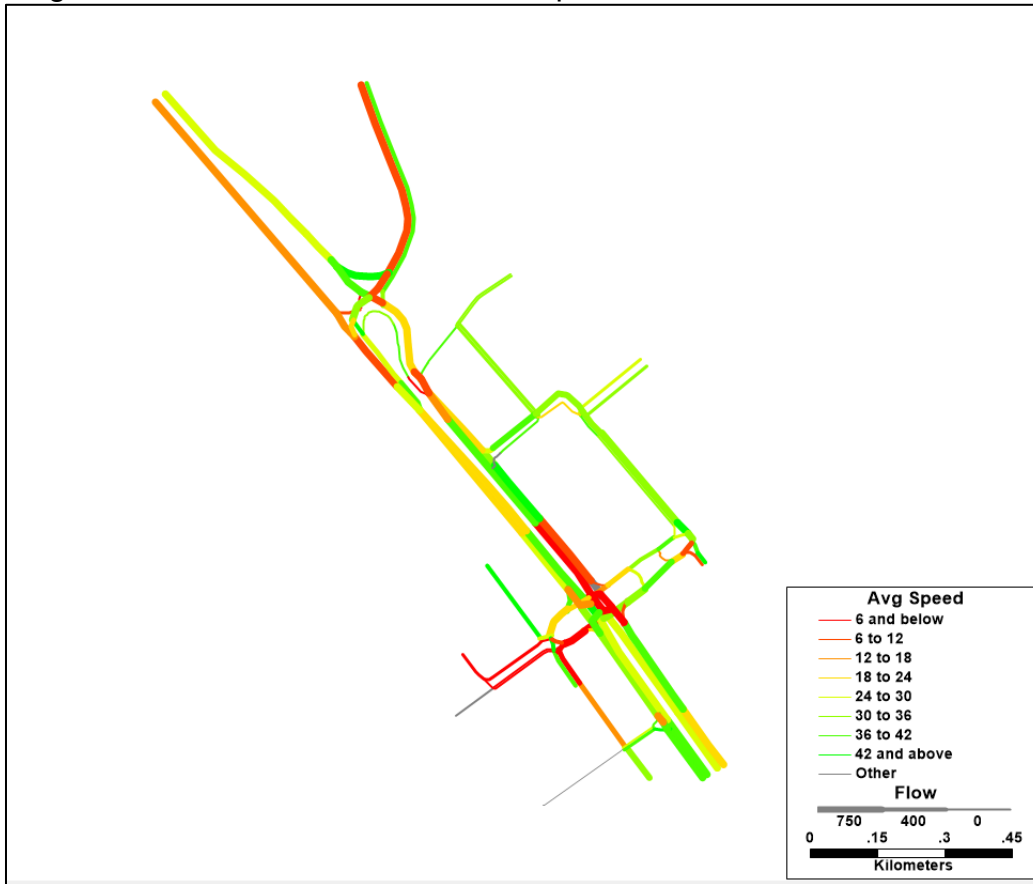 Avg Speed
6 and below
6 to 12
12 to 18
18 to 24
24 to 30
30 to 36
36 to 42
42 and above
Other
Flow
750 400 0
0 .15 .3 .45
Kilometers